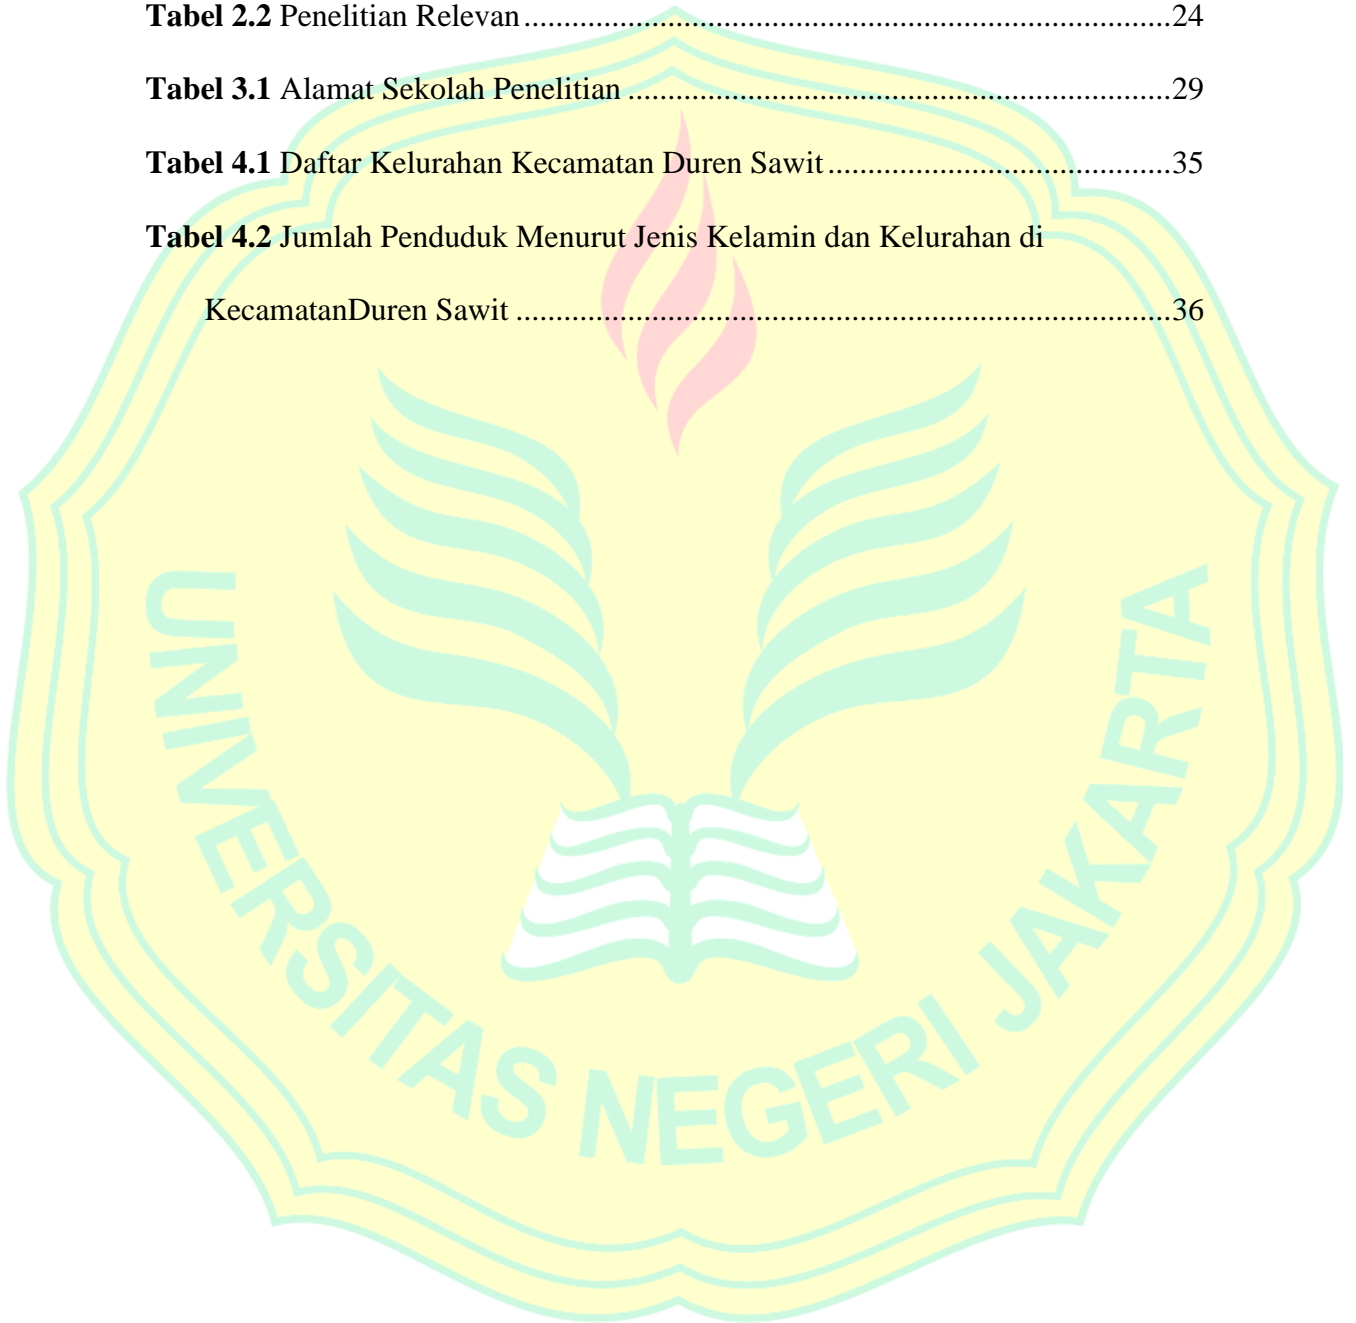 Tabel 2.2 Penelitian Relevan ................................................................................24
Tabel 3.1 Alamat Sekolah Penelitian ...................................................................29
Tabel 4.1 Daftar Kelurahan Kecamatan Duren Sawit ..........................................35
Tabel 4.2 Jumlah Penduduk Menurut Jenis Kelamin dan Kelurahan di
KecamatanDuren Sawit .................................................................................36
UNIVERSITAS NEGERI JAKARTA